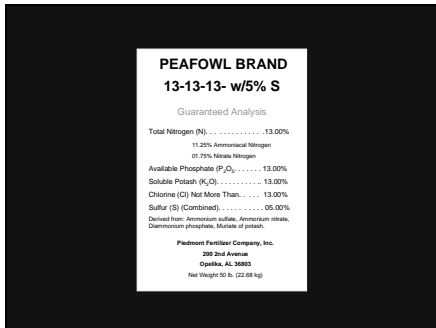 PEAFOWL BRAND
13-13-13- w/5% S
Guaranteed Analysis
Total Nitrogen (N). . . . . . . . . . . . . .13.00%
11.25% Ammoniacal Nitrogen
01.75% Nitrate Nitrogen
Available Phosphate (P₂O₅. . . . . . . 13.00%
Soluble Potash (K₂O). . . . . . . . . . .. 13.00%
Chlorine (Cl) Not More Than. . . . . 13.00%
Sulfur (S) (Combined). . . . . . . . . . 05.00%
Derived from: Ammonium sulfate, Ammonium nitrate,
Diammonium phosphate, Muriate of potash.
Piedmont Fertilizer Company, Inc.
200 2nd Avenue
Opelika, AL 36803
Net Weight 50 lb. (22.68 kg)